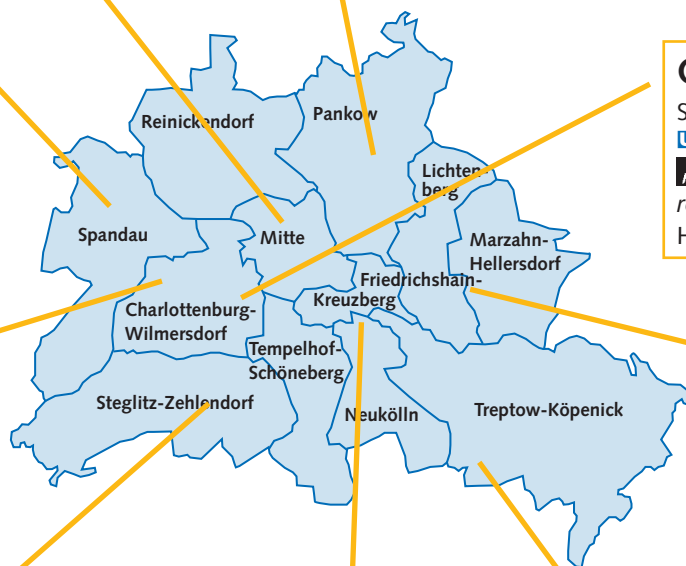 Reinickendorf
Pankow
Lichten-
berg
Spandau
Mitte
Marzahn-
Hellersdorf
Friedrichshain-
Kreuzberg
Charlottenburg-
Wilmersdorf
Tempelhof-
Schöneberg
Steglitz-Zehlendorf
Neukölln
Treptow-Köpenick